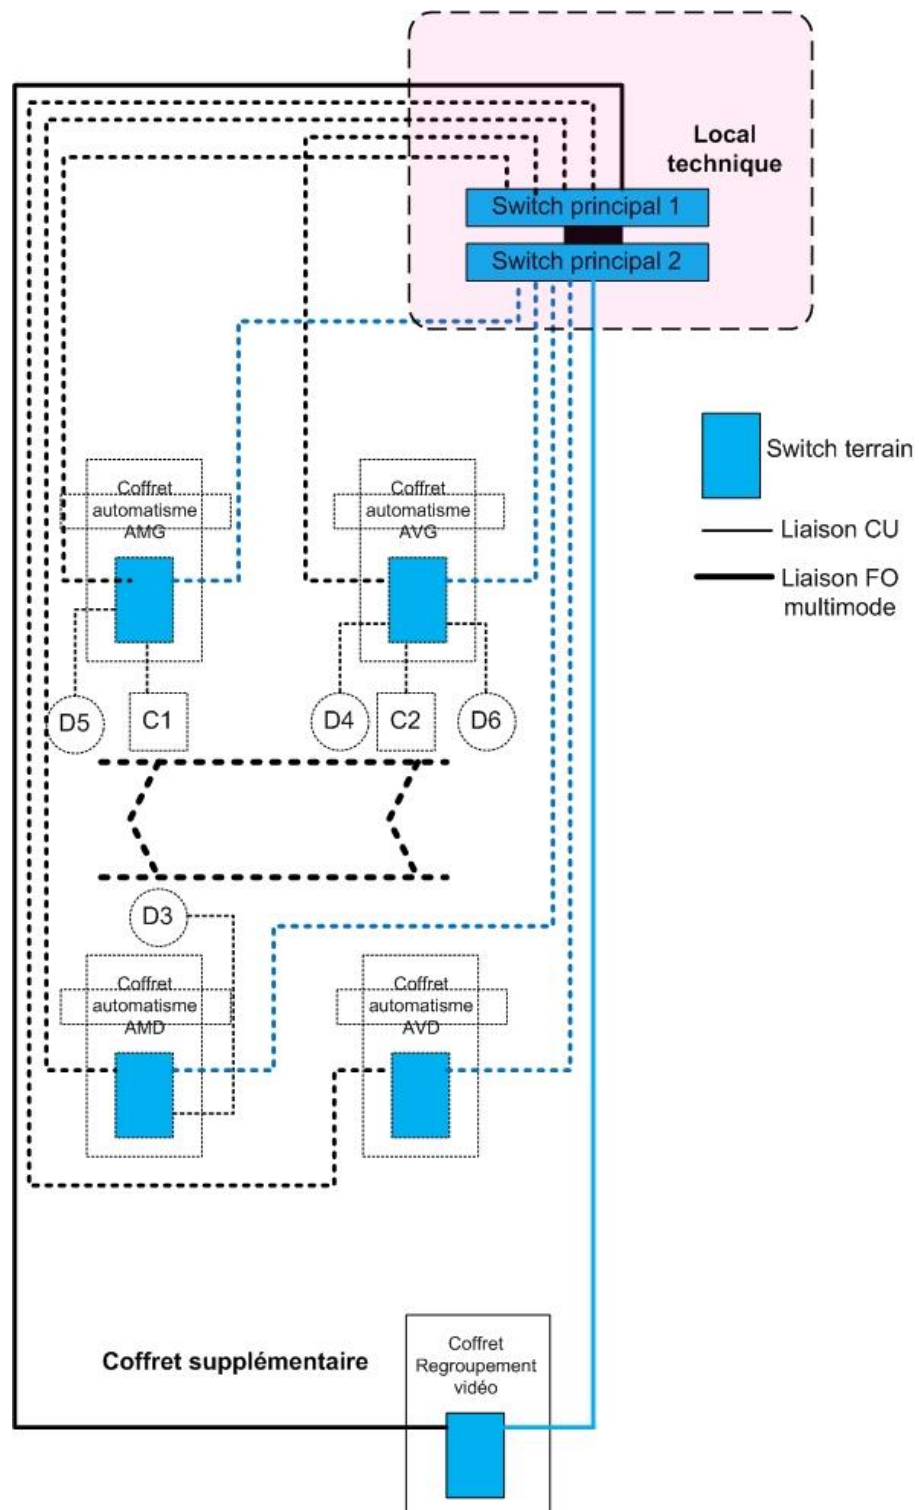 Local
technique
Switch principal 1
Switch principal 2
Switch terrain
Liaison CU
Liaison FO
multimode
Coffret
automatisme
AMG
Coffret
automatisme
AVG
D5
C1
D4
C2
D6
D3
Coffret
automatisme
AMD
Coffret
automatisme
AVD
Coffret supplémentaire
Coffret
Regroupement
vidéo